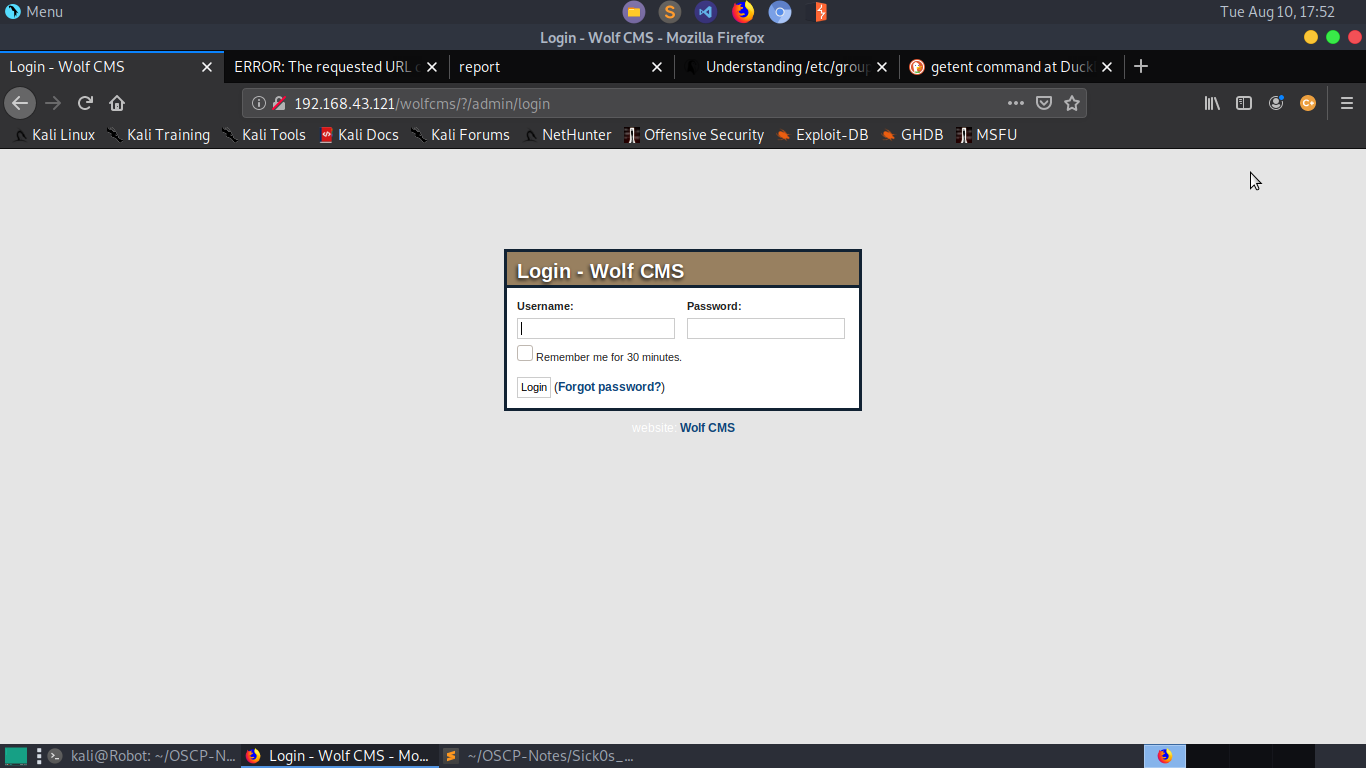 Menu
Tue Aug 10, 17:52
Login - Wolf CMS - Mozilla Firefox
Login - Wolf CMS
ERROR: The requested URL
report
Understanding /etc/grou
getent command at Duck
192.168.43.121/wolfcms/?/admin/login
Kali Linux
Kali Training
Kali Tools
Kali Docs
Kali Forums
NetHunter
Offensive Security
Exploit-DB
GHDB
MSFU
Login - Wolf CMS
Username:
Password:
Remember me for 30 minutes.
Login (Forgot password?)
website: Wolf CMS
kali@Robot: ~/OSCP-N...
Login - Wolf CMS - Mo...
~/OSCP-Notes/Sick0s_...